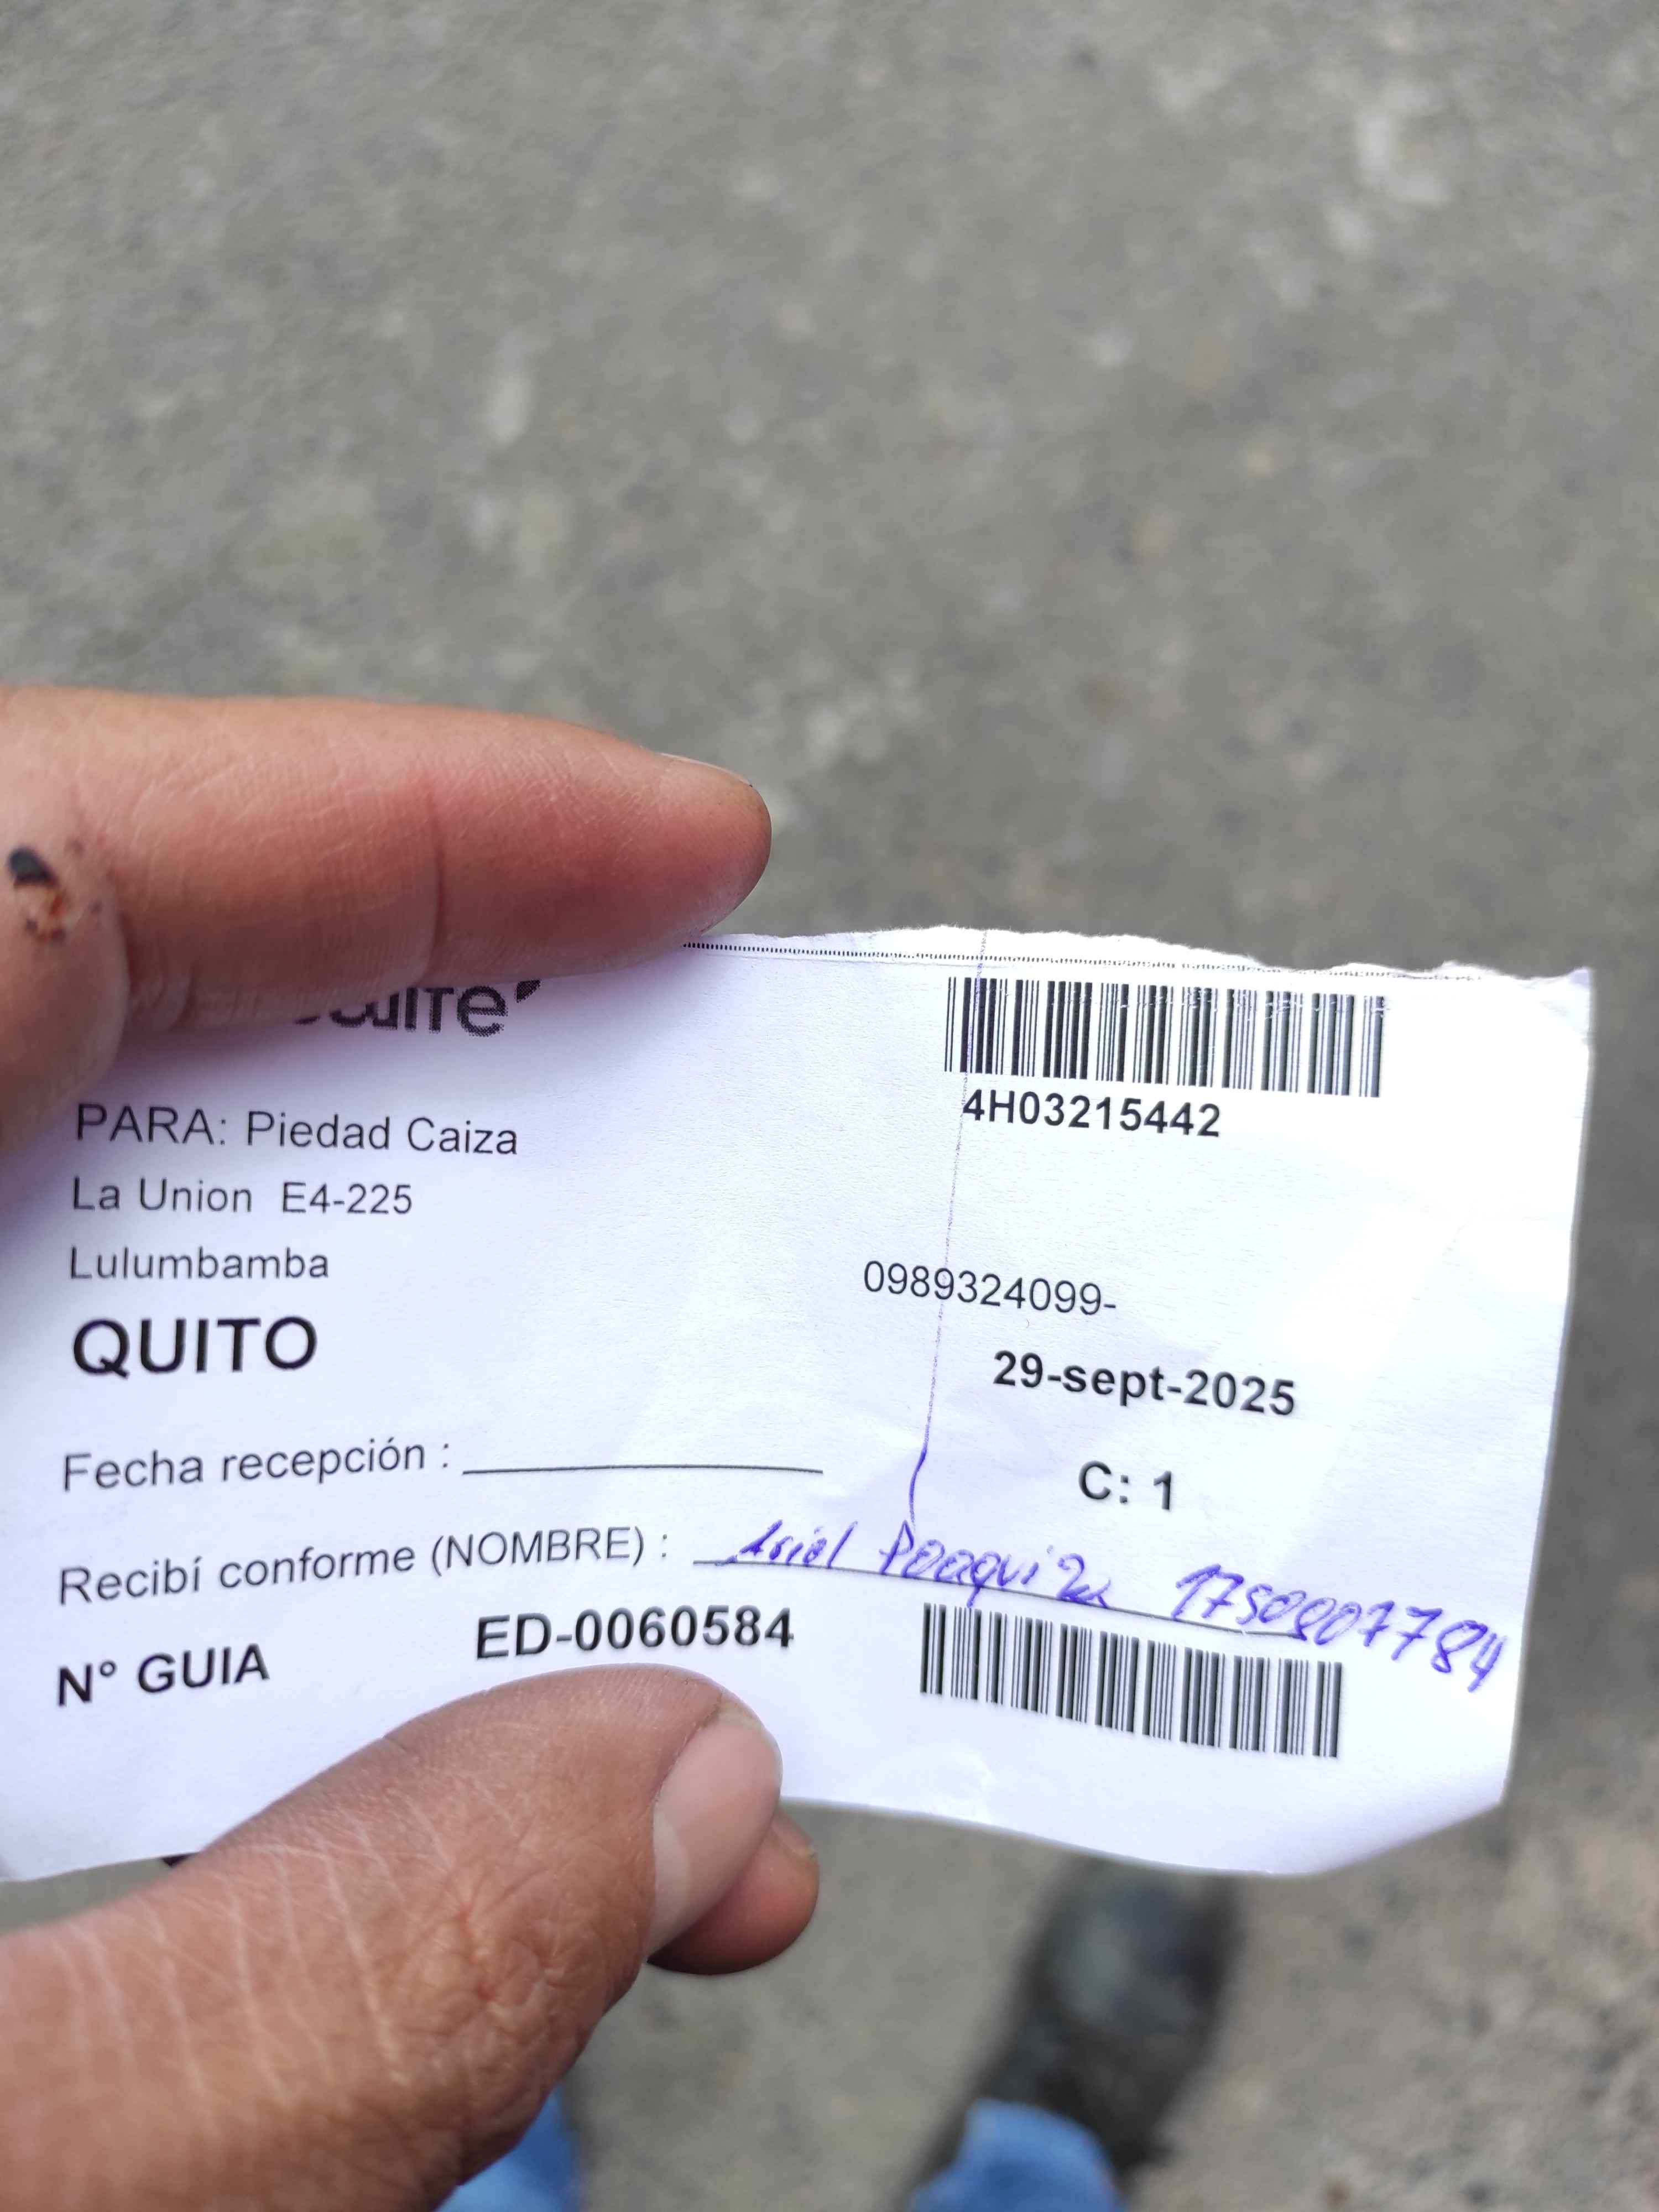 PARA: Piedad Caiza
4H03215442
La Union E4-225
Lulumbamba
0989324099-
QUITO
29-sept-2025
Fecha recepción :
C: 1
Recibí conforme (NOMBRE) : Poaquiza
N° GUIA ED-0060584